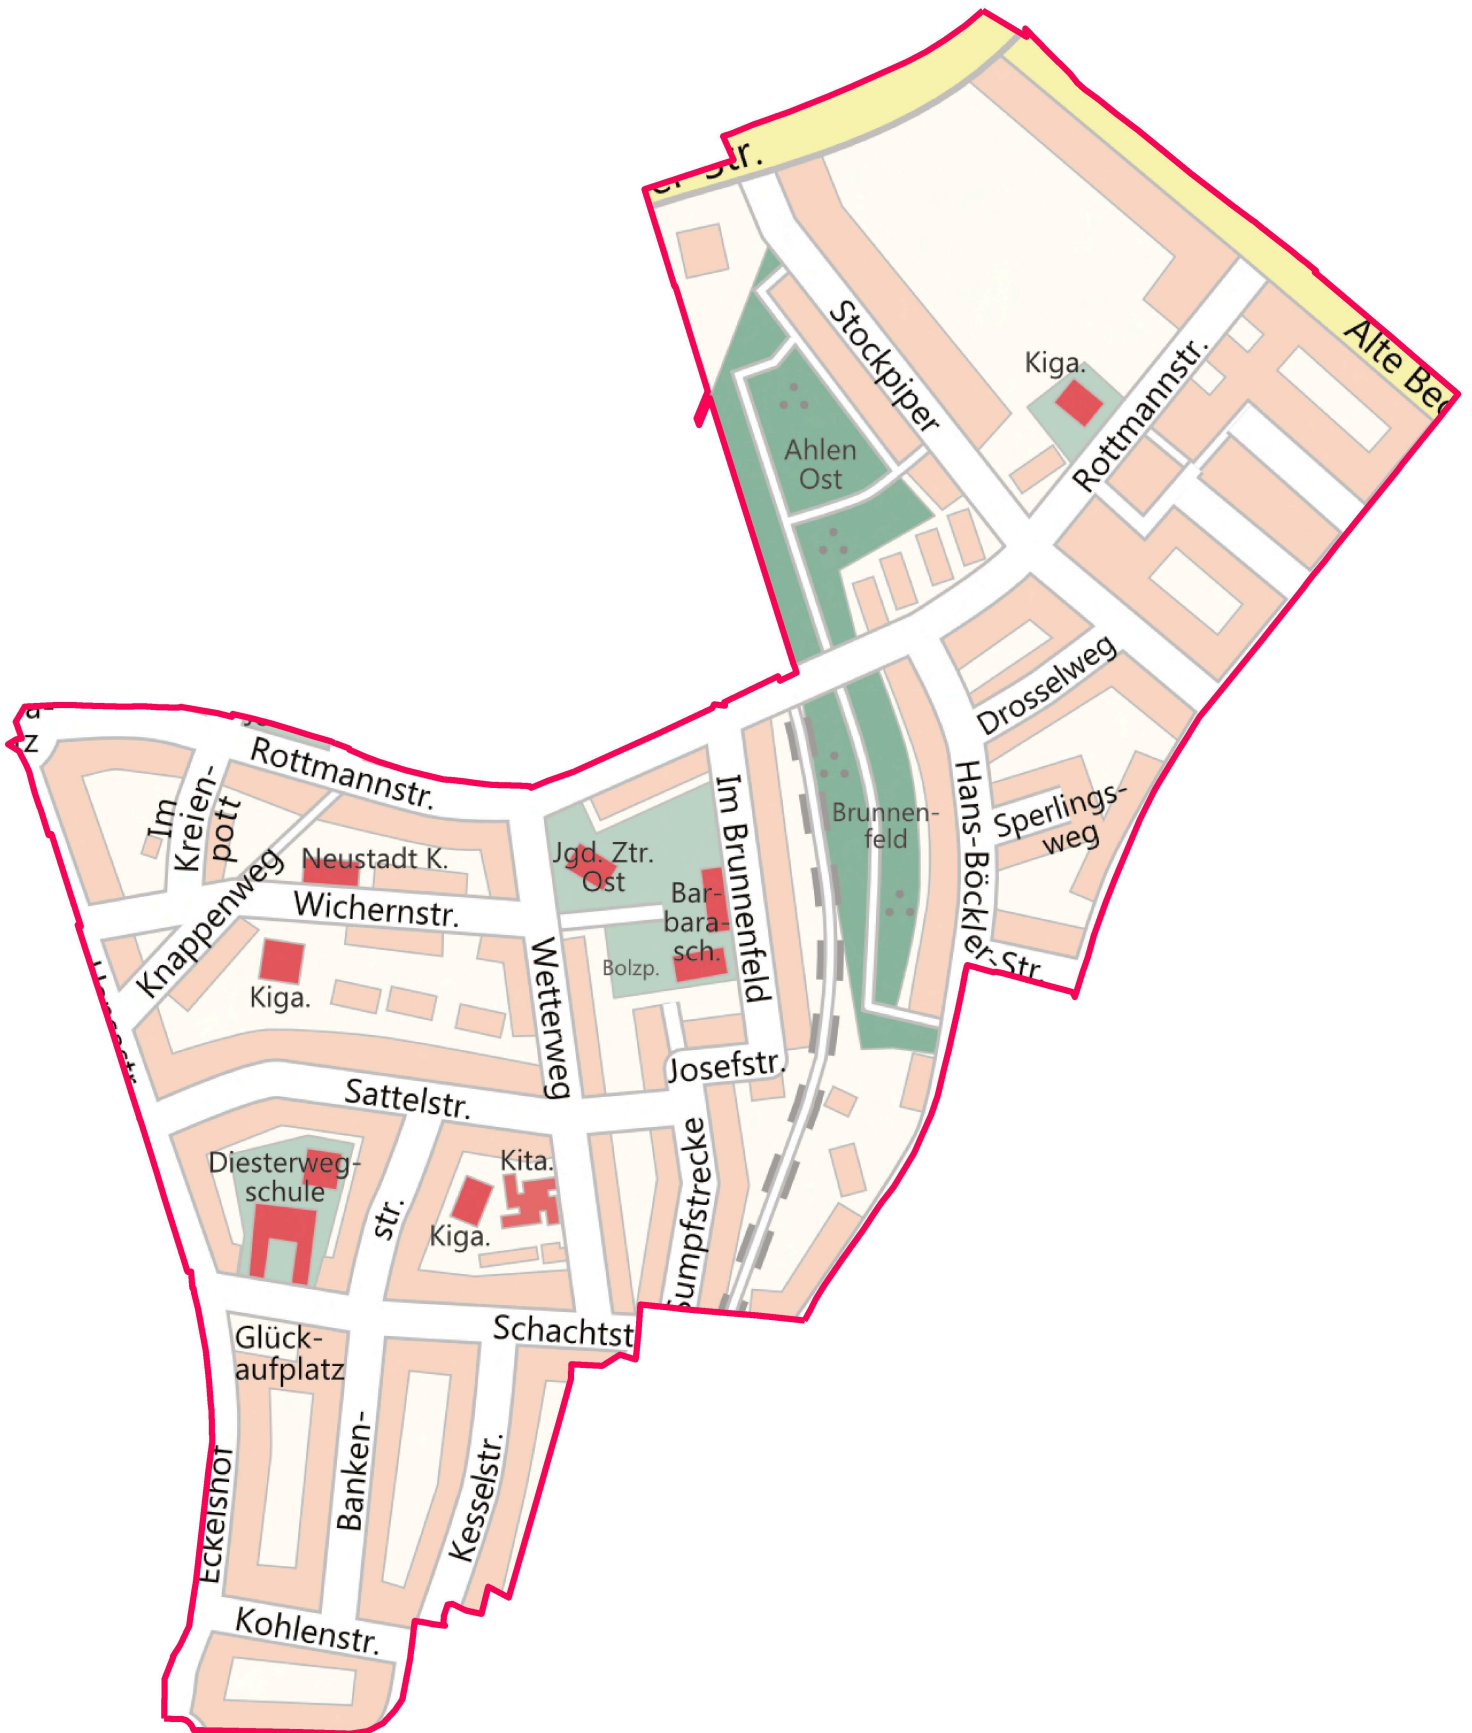 er Str.
Alte Bec
Stockpiper
Kiga.
Rottmannstr.
Ahlen
Ost
Drosselweg
Sperlings-
weg
Hans-Böckler-Str.
Brunnen-
feld
Im Brunnenfeld
a-
tz
Rottmannstr.
Im
Kreien-
pott
Neustadt K.
Knappenweg
Wichernstr.
Kiga.
Jgd. Ztr.
Ost
Bar-
bara-
sch.
Bolzp.
Wetterweg
Josefstr.
Sattelstr.
Sumpfstrecke
Diesterweg-
schule
str.
Kita.
Kiga.
Schachtst
Glück-
aufplatz
Eckelshof
Banken-
Kesselstr.
Kohlenstr.